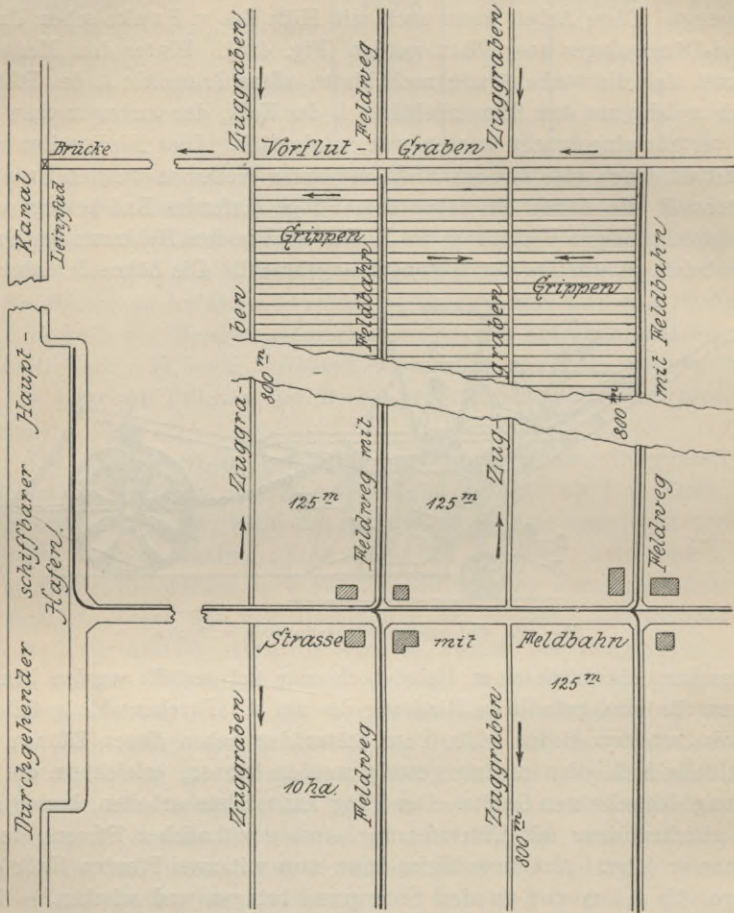 Durchgehender schiffbarer Haupt-Kanal
Hafen.
Leinpfad
Brücke
Zuggraben
Feldweg
Zuggraben
Vorflut-Graben
Grippen
Grippen
Zuggra-ben
800 m
Feldweg mit Feldbahn
Zug-graben
800 m
Feldweg mit Feldbahn
125 m
125 m
Strasse mit Feldbahn
125 m
Zuggraben
10 ha.
Feldweg
Zuggraben
800 m